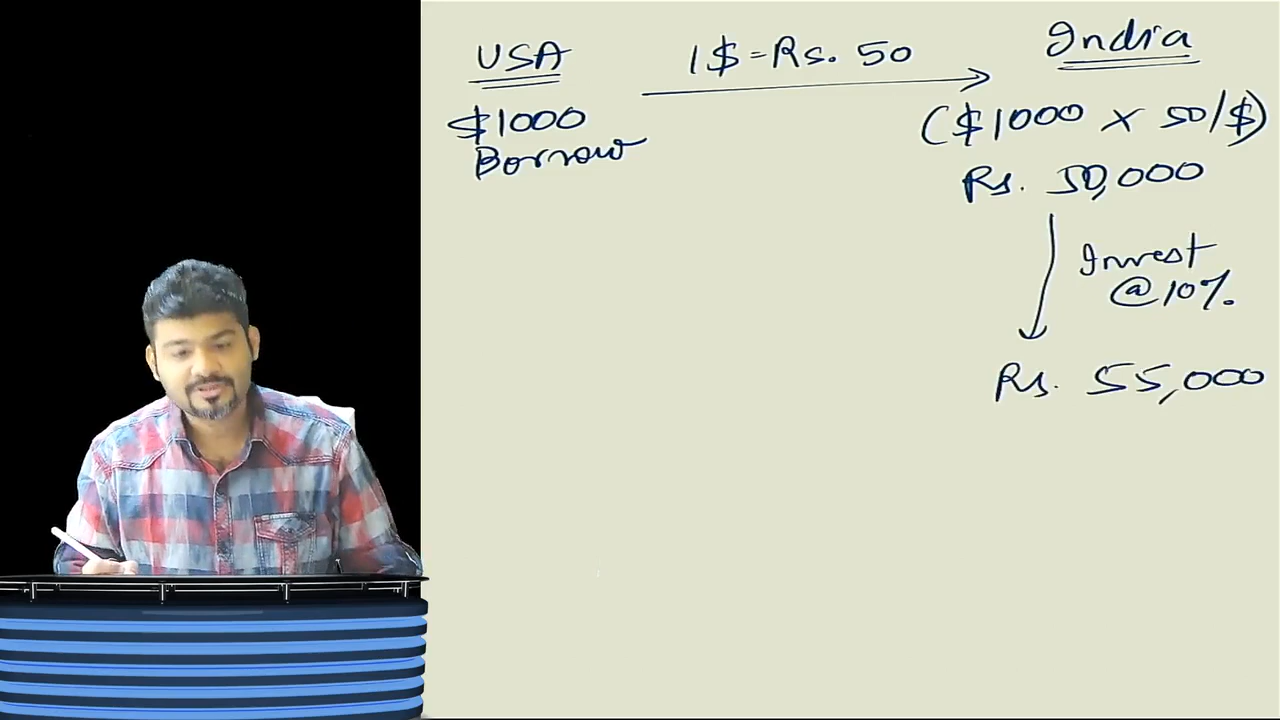 USA
1$ = Rs. 50
India
$1000
Borrow
($1000 × 50/$)
Rs. 50,000
Invest
@10%.
Rs. 55,000